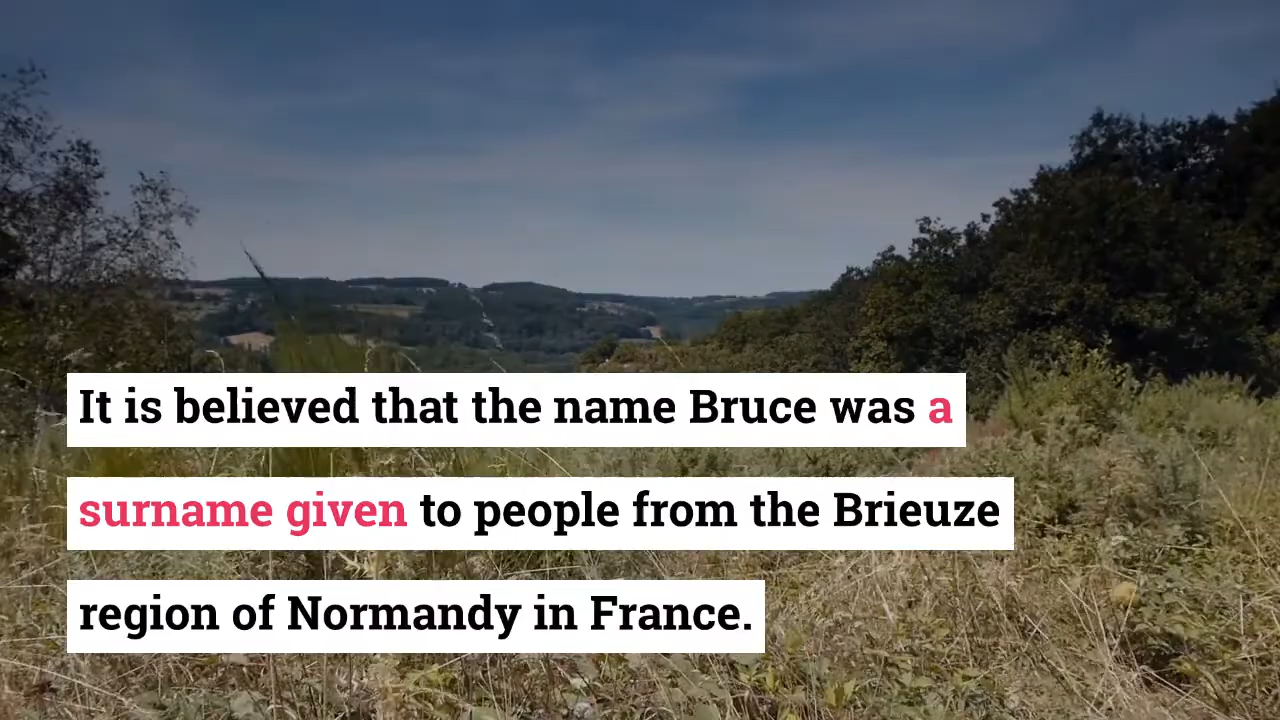 It is believed that the name Bruce was a
surname given to people from the Brieuze
region of Normandy in France.